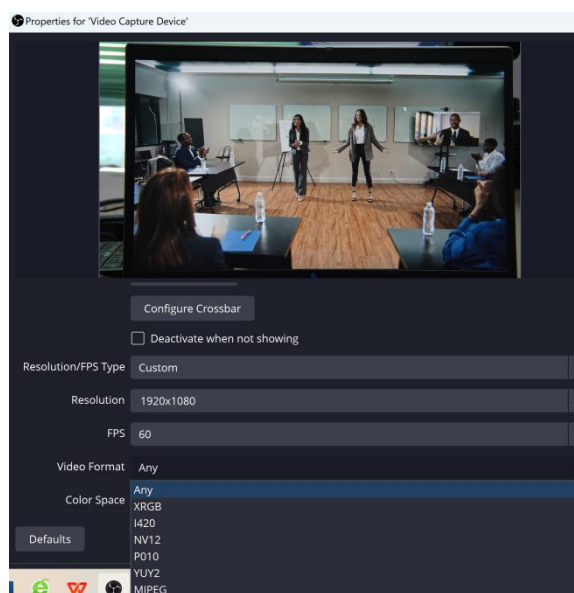 Properties for 'Video Capture Device'
Configure Crossbar
Deactivate when not showing
Resolution/FPS Type Custom
Resolution 1920x1080
FPS 60
Video Format Any
Any
Color Space
XRGB
I420
NV12
Defaults
P010
YUY2
MJPEG